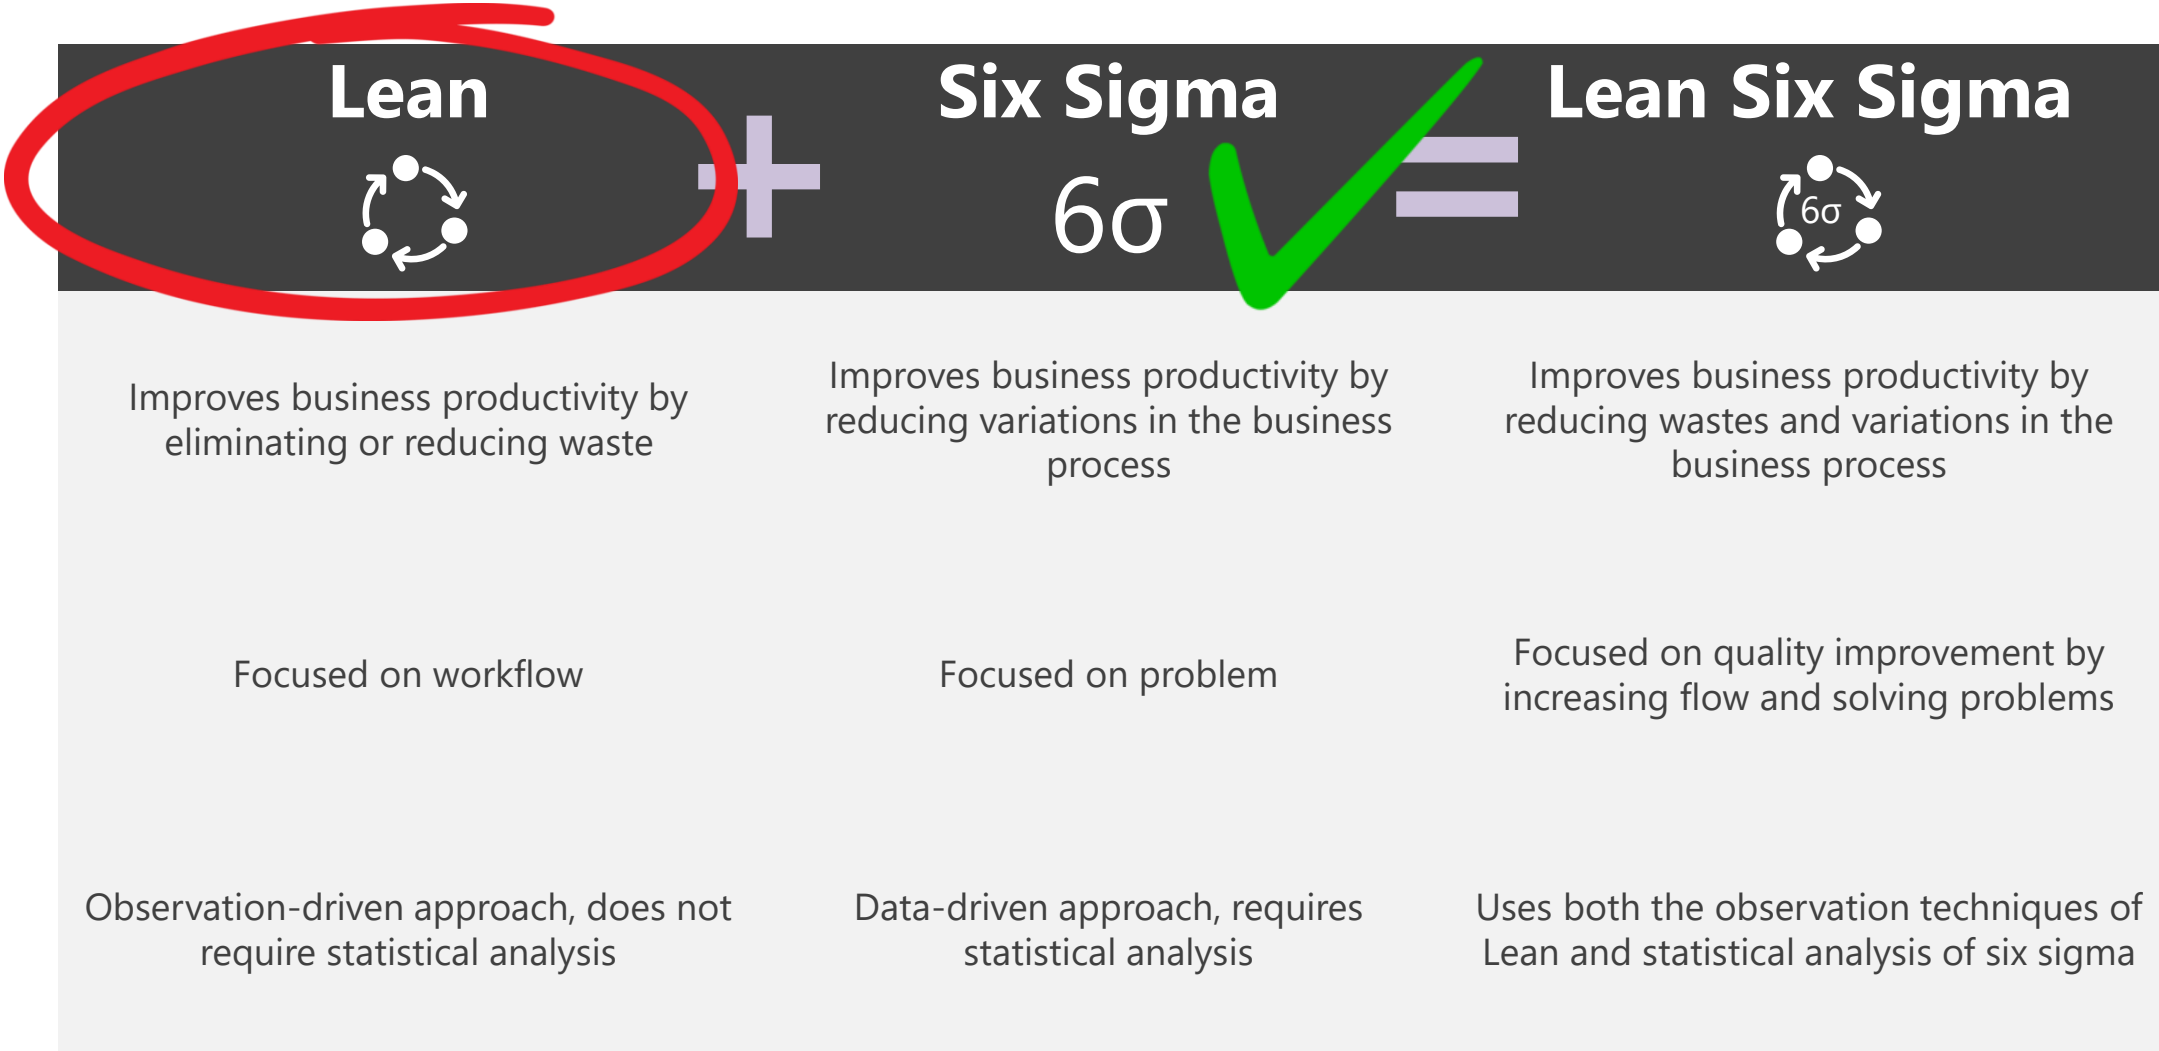 Lean
Six Sigma
Lean Six Sigma
6σ
6σ
Improves business productivity by
eliminating or reducing waste
Improves business productivity by
reducing variations in the business
process
Improves business productivity by
reducing wastes and variations in the
business process
Focused on workflow
Focused on problem
Focused on quality improvement by
increasing flow and solving problems
Observation-driven approach, does not
require statistical analysis
Data-driven approach, requires
statistical analysis
Uses both the observation techniques of
Lean and statistical analysis of six sigma